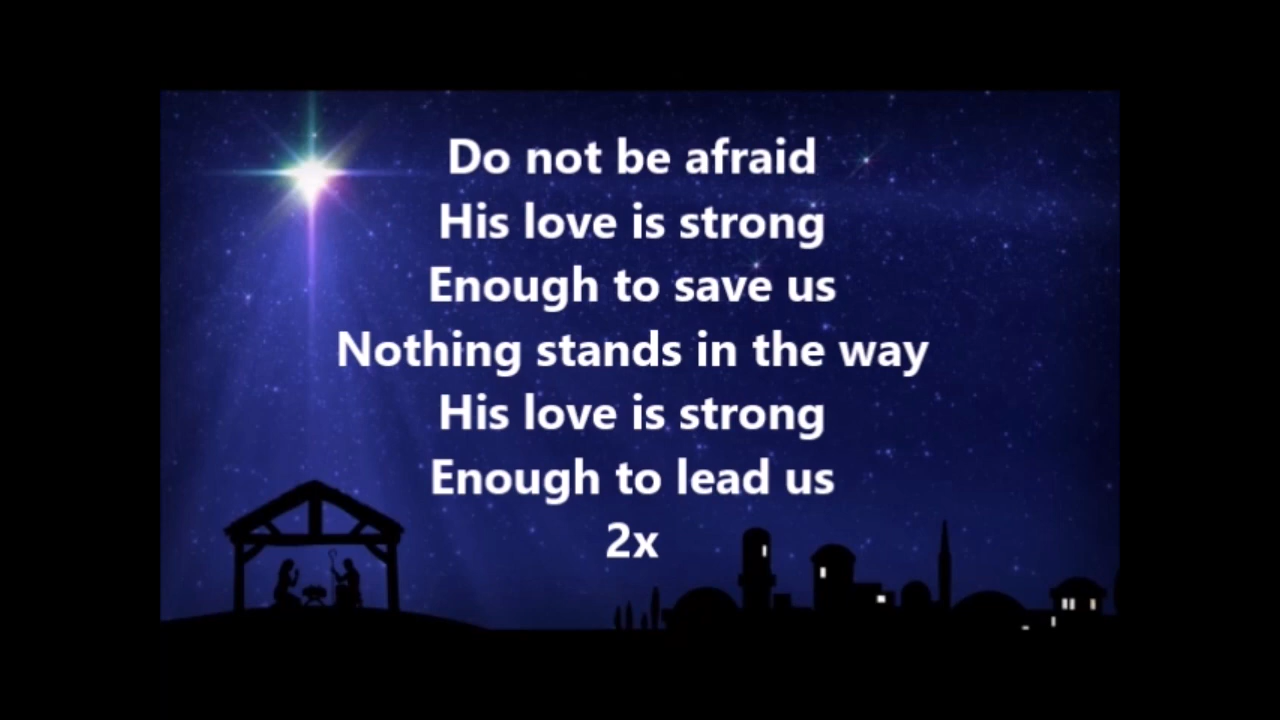 Do not be afraid
His love is strong
Enough to save us
Nothing stands in the way
His love is strong
Enough to lead us
2x